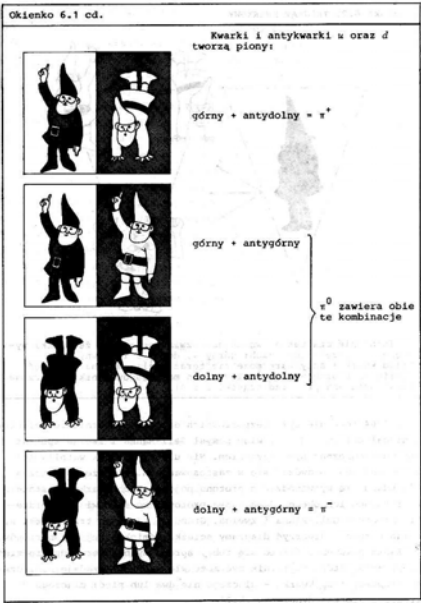 Okienko 6.1 cd.
Kwarki i antykwarki u oraz d
tworzą piony:
górny + antydolny = π⁺
górny + antygórny
π⁰ zawiera obie
te kombinacje
dolny + antydolny
dolny + antygórny = π⁻